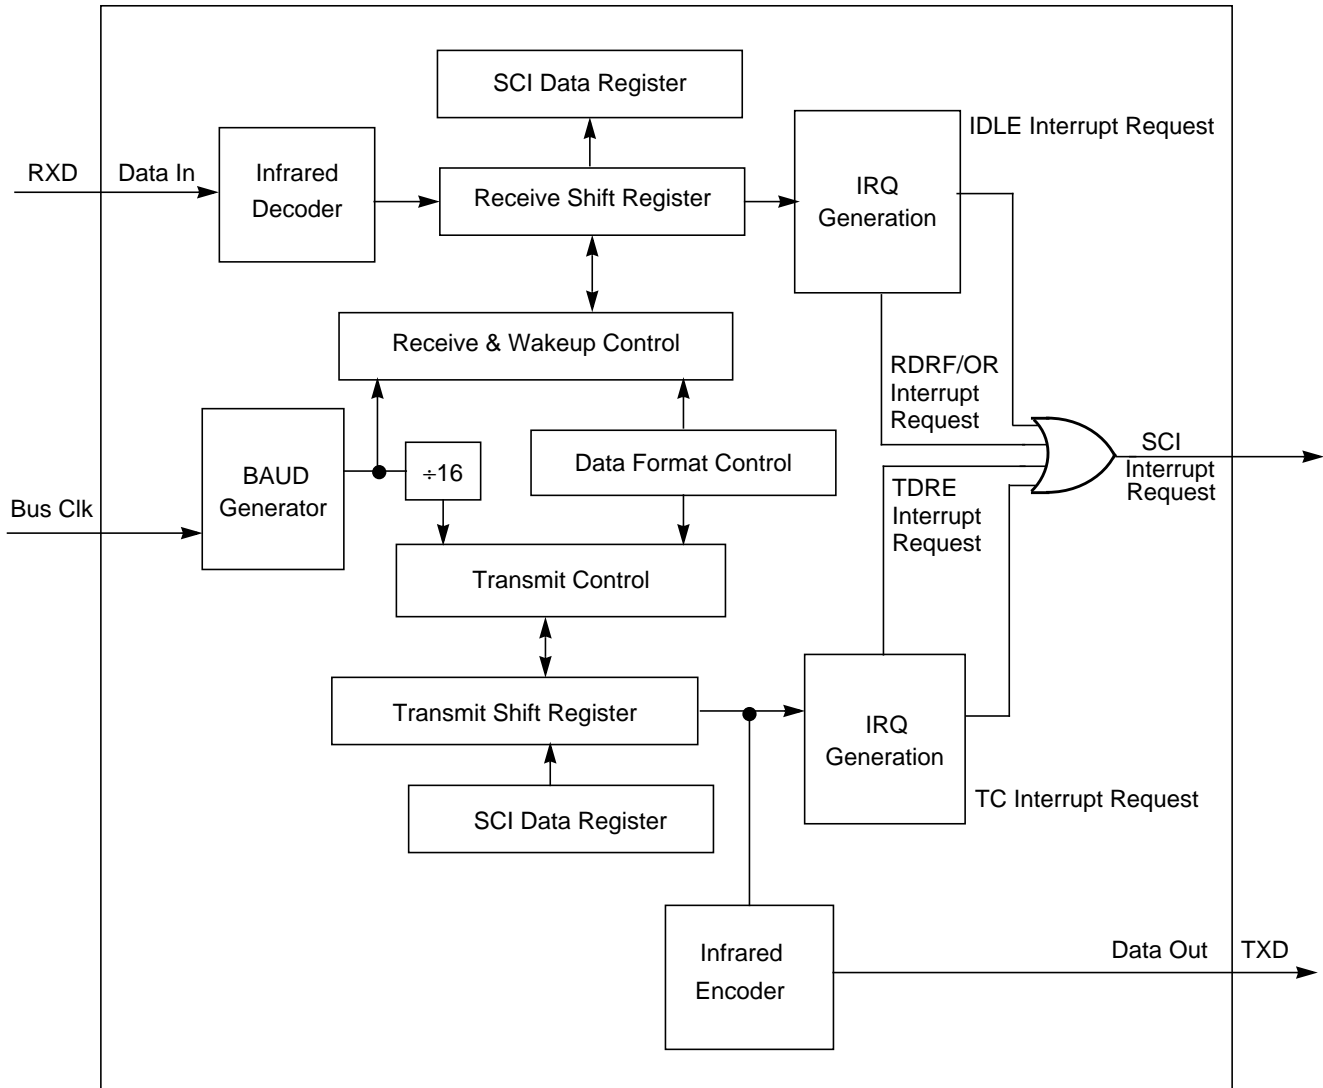 SCI Data Register
IDLE Interrupt Request
RXD
Data In
Infrared
Decoder
Receive Shift Register
IRQ
Generation
Receive & Wakeup Control
RDRF/OR
Interrupt
Request
BAUD
Generator
÷16
Data Format Control
SCI
Interrupt
Request
Bus Clk
TDRE
Interrupt
Request
Transmit Control
Transmit Shift Register
IRQ
Generation
SCI Data Register
TC Interrupt Request
Infrared
Encoder
Data Out
TXD